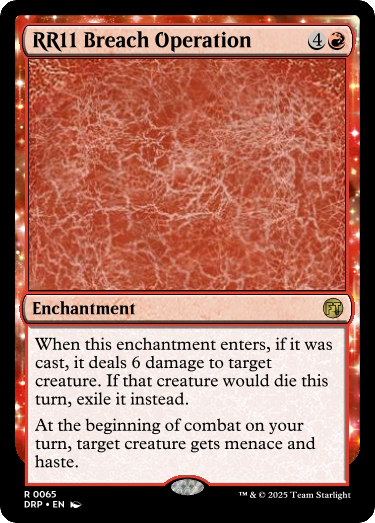 RR11 Breach Operation 4
Enchantment
FT
When this enchantment enters, if it was
cast, it deals 6 damage to target
creature. If that creature would die this
turn, exile it instead.
At the beginning of combat on your
turn, target creature gets menace and
haste.
R 0065
DRP • EN
™ & © 2025 Team Starlight